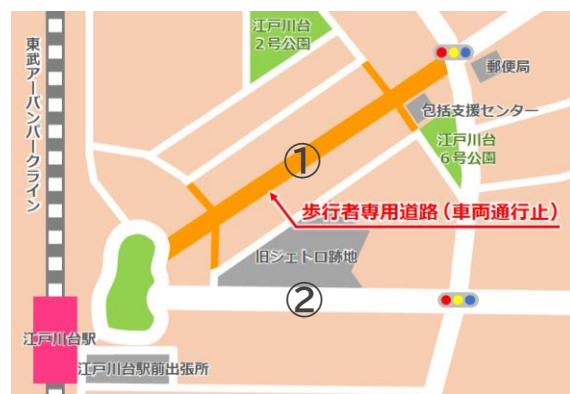 江戸川台
2号公園
東武アーバンパークライン
郵便局
包括支援センター
江戸川台
6号公園
①
歩行者専用道路（車両通行止）
旧ジェトロ跡地
②
江戸川台駅
江戸川台駅前出張所